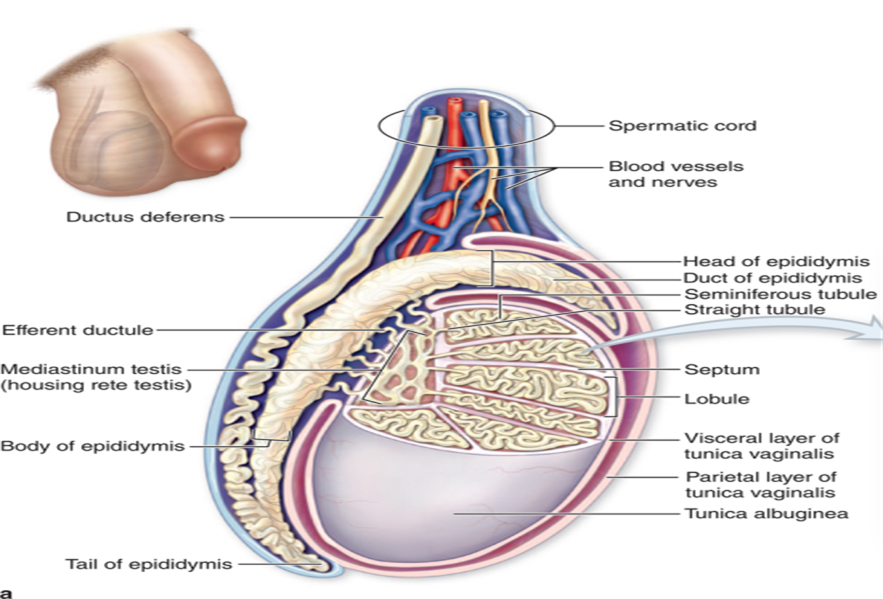 Spermatic cord
Blood vessels
and nerves
Ductus deferens
Head of epididymis
Duct of epididymis
Seminiferous tubule
Straight tubule
Efferent ductule
Mediastinum testis
(housing rete testis)
Septum
Lobule
Body of epididymis
Visceral layer of
tunica vaginalis
Parietal layer of
tunica vaginalis
Tunica albuginea
Tail of epididymis
a